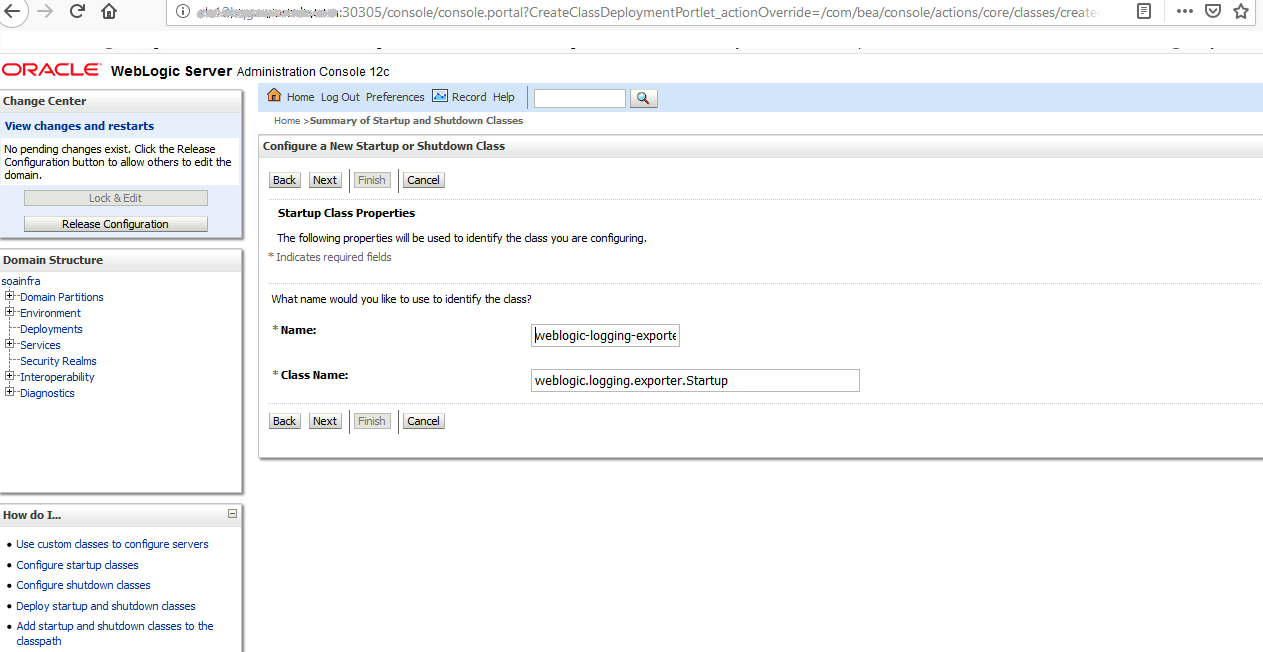 :30305/console/console.portal?CreateClassDeploymentPortlet_actionOverride=/com/bea/console/actions/core/classes/create
ORACLE WebLogic Server Administration Console 12c
Change Center
View changes and restarts
No pending changes exist. Click the Release
Configuration button to allow others to edit the
domain.
Lock & Edit
Release Configuration
Domain Structure
soainfra
Domain Partitions
Environment
Deployments
Services
Security Realms
Interoperability
Diagnostics
How do I...
Use custom classes to configure servers
Configure startup classes
Configure shutdown classes
Deploy startup and shutdown classes
Add startup and shutdown classes to the
classpath
Home Log Out Preferences Record Help
Home >Summary of Startup and Shutdown Classes
Configure a New Startup or Shutdown Class
Back Next Finish Cancel
Startup Class Properties
The following properties will be used to identify the class you are configuring.
* Indicates required fields
What name would you like to use to identify the class?
* Name: weblogic-logging-exporte
* Class Name: weblogic.logging.exporter.Startup
Back Next Finish Cancel